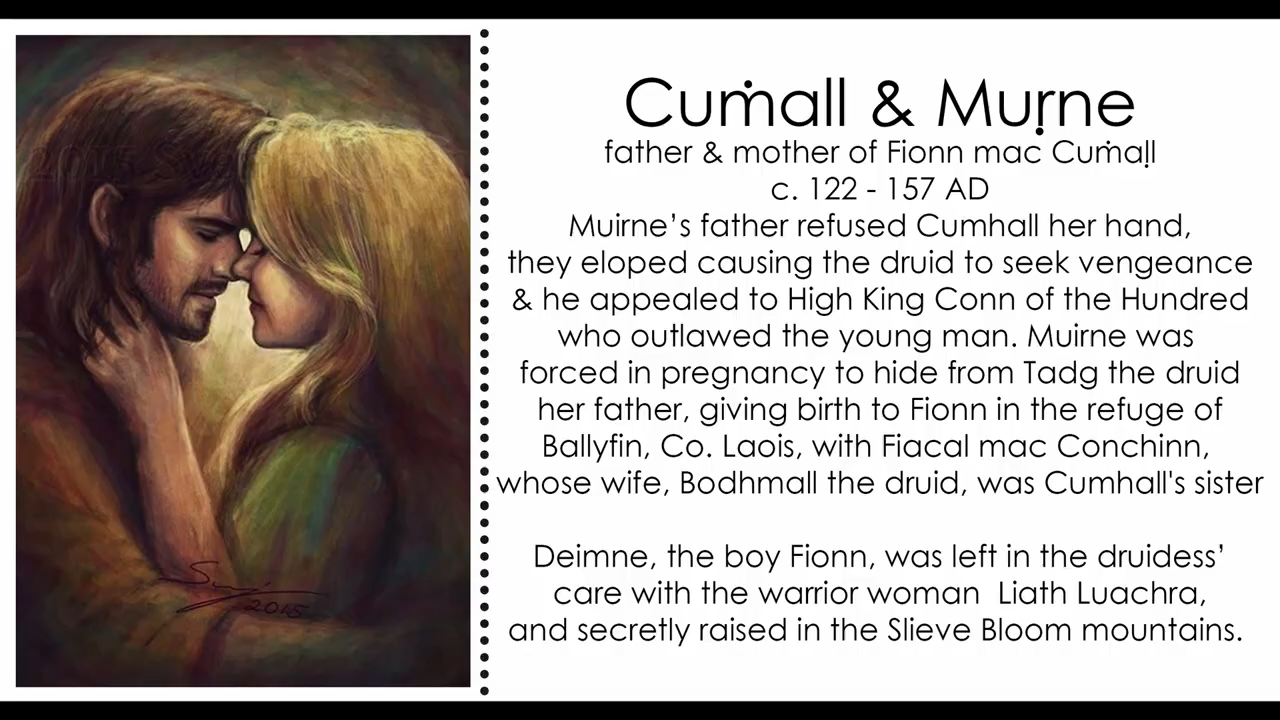 Cuṁall & Muṛne
father & mother of Fionn mac Cuṁaḷl
c. 122 - 157 AD
Muirne’s father refused Cumhall her hand,
they eloped causing the druid to seek vengeance
& he appealed to High King Conn of the Hundred
who outlawed the young man. Muirne was
forced in pregnancy to hide from Tadg the druid
her father, giving birth to Fionn in the refuge of
Ballyfin, Co. Laois, with Fiacal mac Conchinn,
whose wife, Bodhmall the druid, was Cumhall's sister
Deimne, the boy Fionn, was left in the druidess’
care with the warrior woman Liath Luachra,
and secretly raised in the Slieve Bloom mountains.
2015